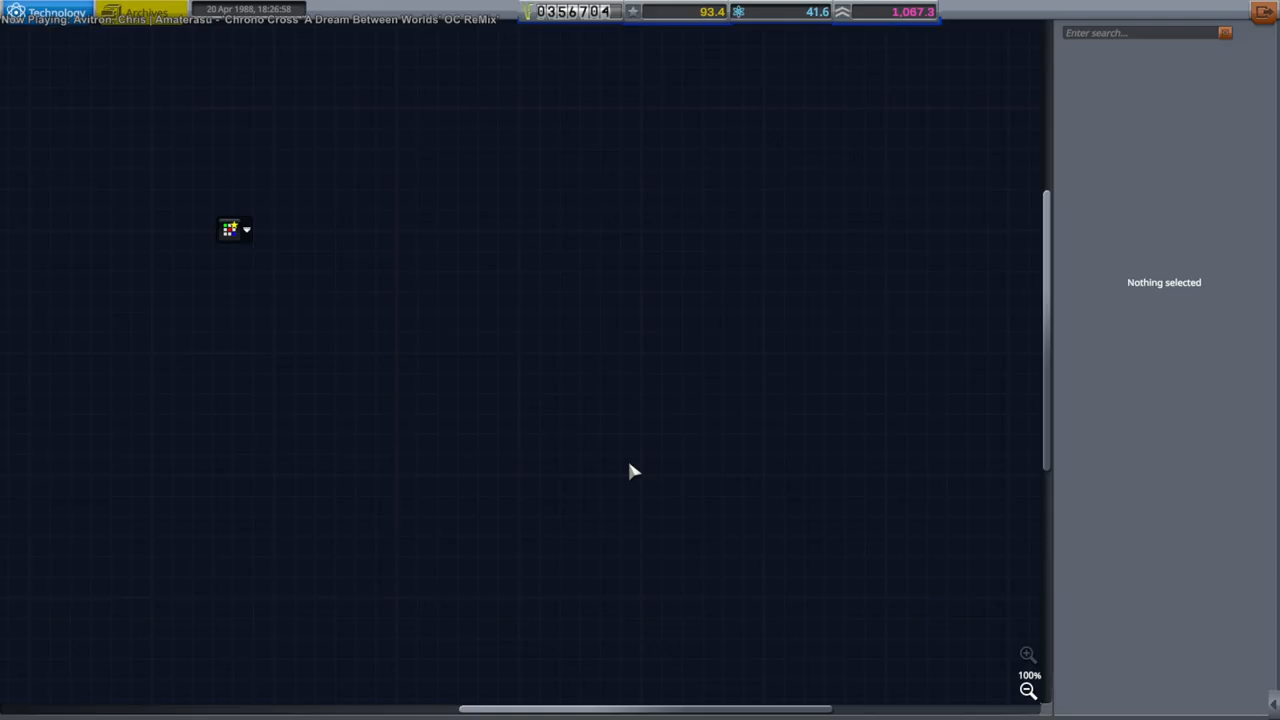 Technology
Archives
20 Apr 1988, 18:26:58
0356704
93.4
41.6
1,067.3
Now Playing: Avitron, Chris | Amaterasu - 'Chrono Cross 'A Dream Between Worlds' OC ReMix'
Enter search...
Nothing selected
100%